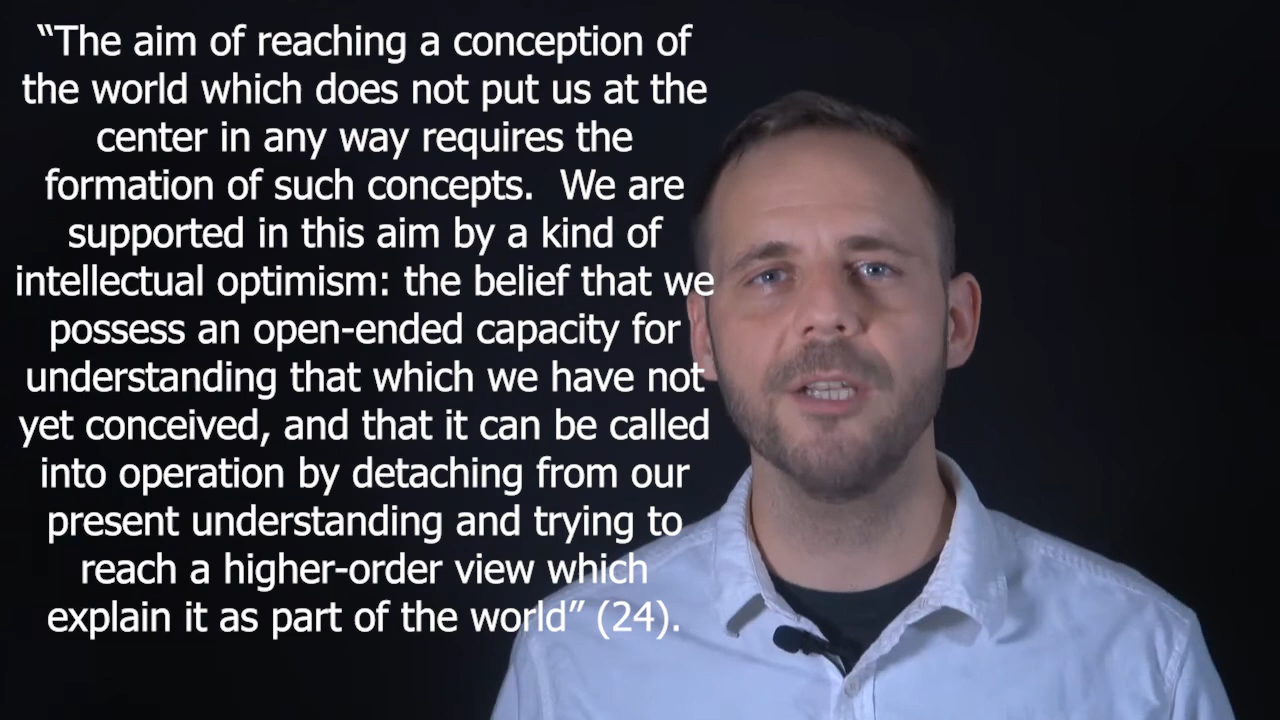 “The aim of reaching a conception of
the world which does not put us at the
center in any way requires the
formation of such concepts.  We are
supported in this aim by a kind of
intellectual optimism: the belief that we
possess an open-ended capacity for
understanding that which we have not
yet conceived, and that it can be called
into operation by detaching from our
present understanding and trying to
reach a higher-order view which
explain it as part of the world” (24).